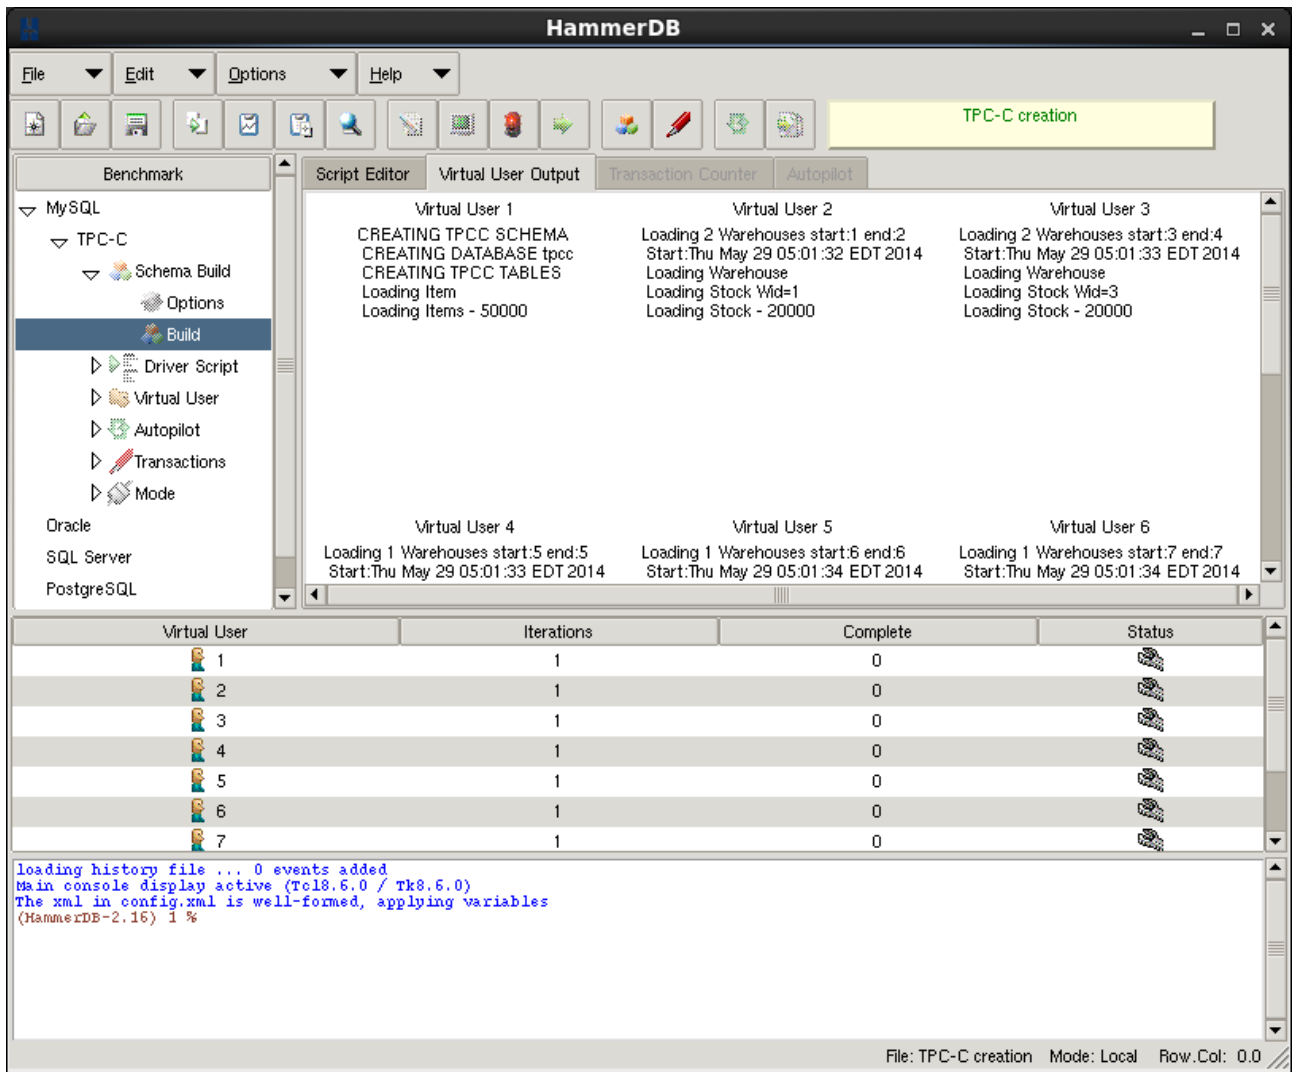 HammerDB
File Edit Options Help
TPC-C creation
Benchmark
Script Editor Virtual User Output Transaction Counter Autopilot
MySQL
TPC-C
Schema Build
Options
Build
Driver Script
Virtual User
Autopilot
Transactions
Mode
Oracle
SQL Server
PostgreSQL
Virtual User 1
CREATING TPCC SCHEMA
CREATING DATABASE tpcc
CREATING TPCC TABLES
Loading Item
Loading Items - 50000
Virtual User 2
Loading 2 Warehouses start:1 end:2
Start:Thu May 29 05:01:32 EDT 2014
Loading Warehouse
Loading Stock Wid=1
Loading Stock - 20000
Virtual User 3
Loading 2 Warehouses start:3 end:4
Start:Thu May 29 05:01:33 EDT 2014
Loading Warehouse
Loading Stock Wid=3
Loading Stock - 20000
Virtual User 4
Loading 1 Warehouses start:5 end:5
Start:Thu May 29 05:01:33 EDT 2014
Virtual User 5
Loading 1 Warehouses start:6 end:6
Start:Thu May 29 05:01:34 EDT 2014
Virtual User 6
Loading 1 Warehouses start:7 end:7
Start:Thu May 29 05:01:34 EDT 2014
Virtual User Iterations Complete Status
1 1 0
2 1 0
3 1 0
4 1 0
5 1 0
6 1 0
7 1 0
loading history file ... 0 events added
Main console display active (Tcl8.6.0 / Tk8.6.0)
The xml in config.xml is well-formed, applying variables
(HammerDB-2.16) 1 %
File: TPC-C creation Mode: Local Row.Col: 0.0